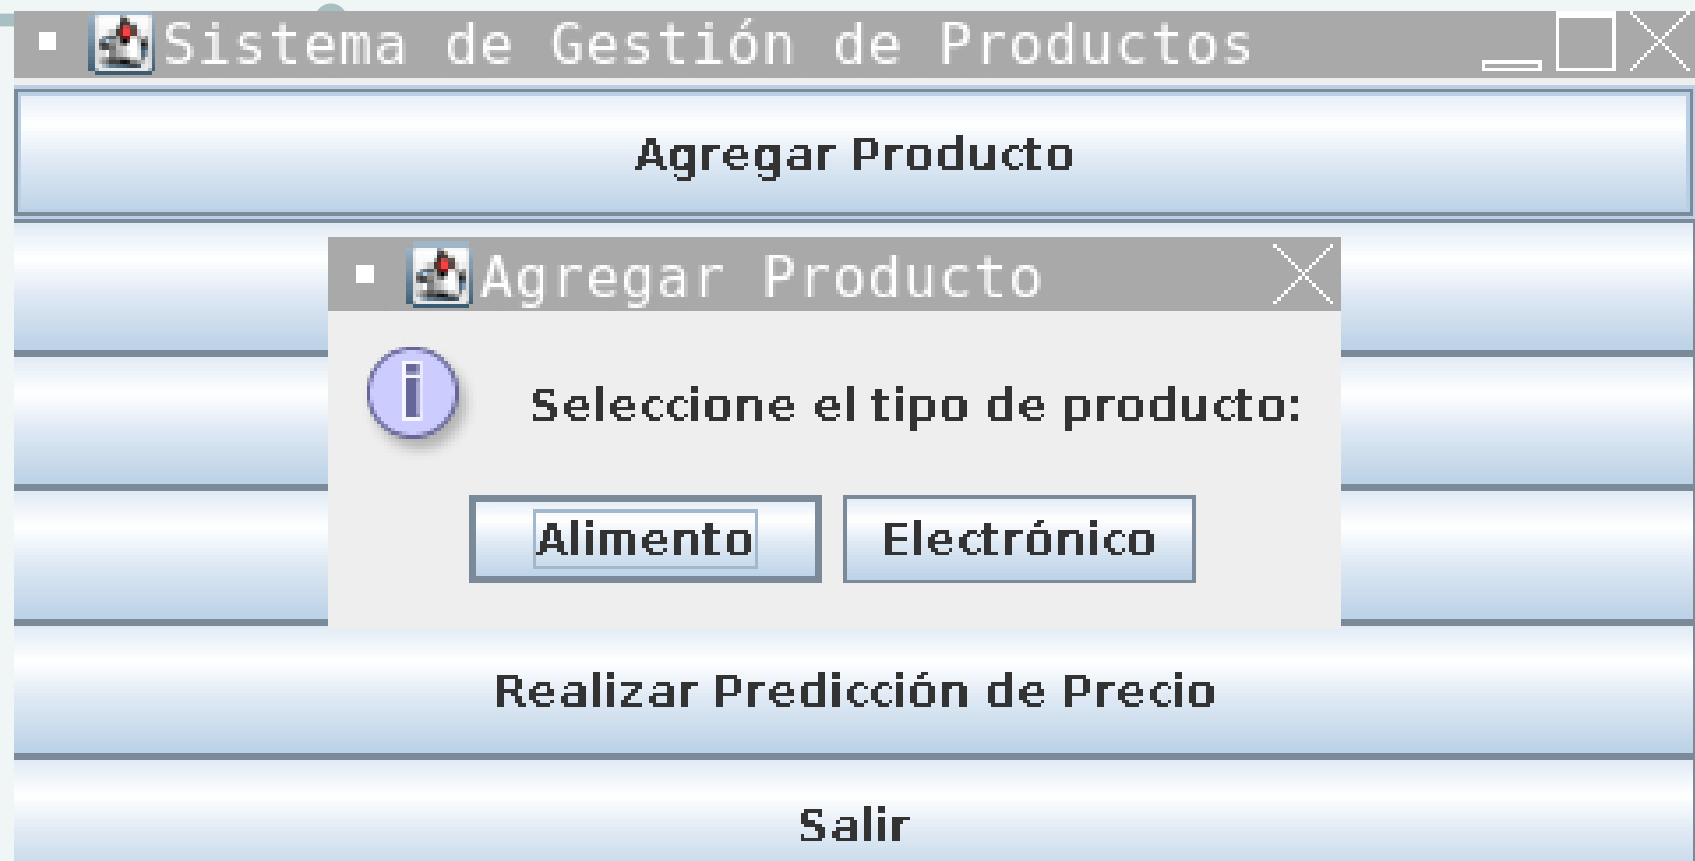 Sistema de Gestión de Productos
Agregar Producto
Agregar Producto
Seleccione el tipo de producto:
Alimento Electrónico
Realizar Predicción de Precio
Salir